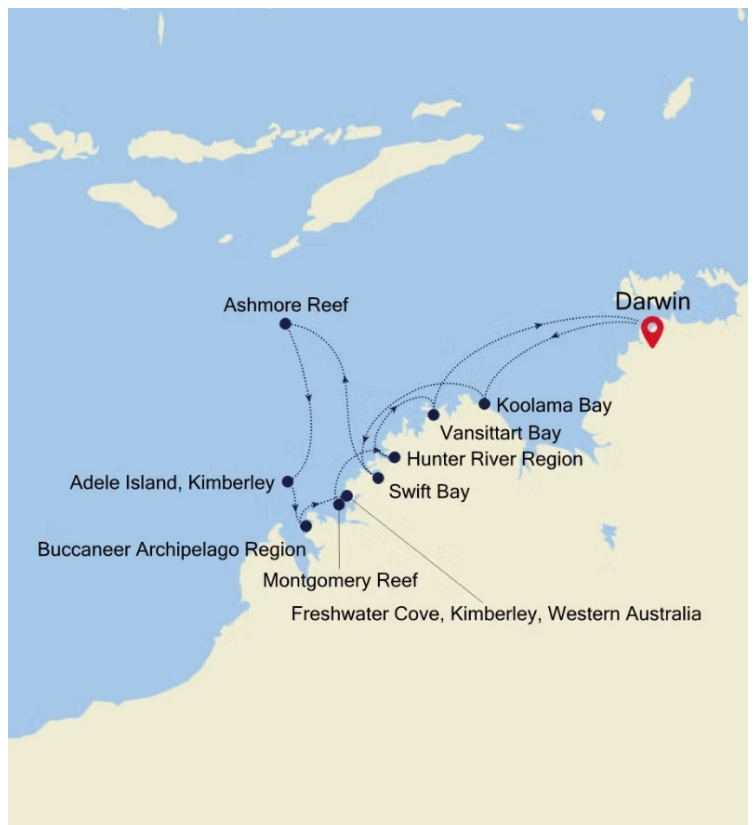 Ashmore Reef
Darwin
Koolama Bay
Vansittart Bay
Hunter River Region
Adele Island, Kimberley
Swift Bay
Buccaneer Archipelago Region
Montgomery Reef
Freshwater Cove, Kimberley, Western Australia